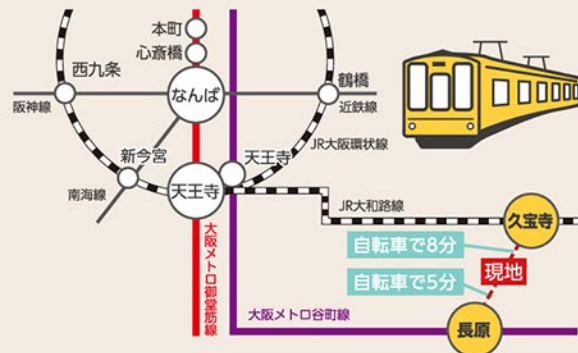 本町
心斎橋
西九条
なんば
鶴橋
阪神線
近鉄線
新今宮
天王寺
JR大阪環状線
南海線
天王寺
JR大和路線
久宝寺
自転車で8分
現地
自転車で5分
大阪メトロ御堂筋線
大阪メトロ谷町線
長原